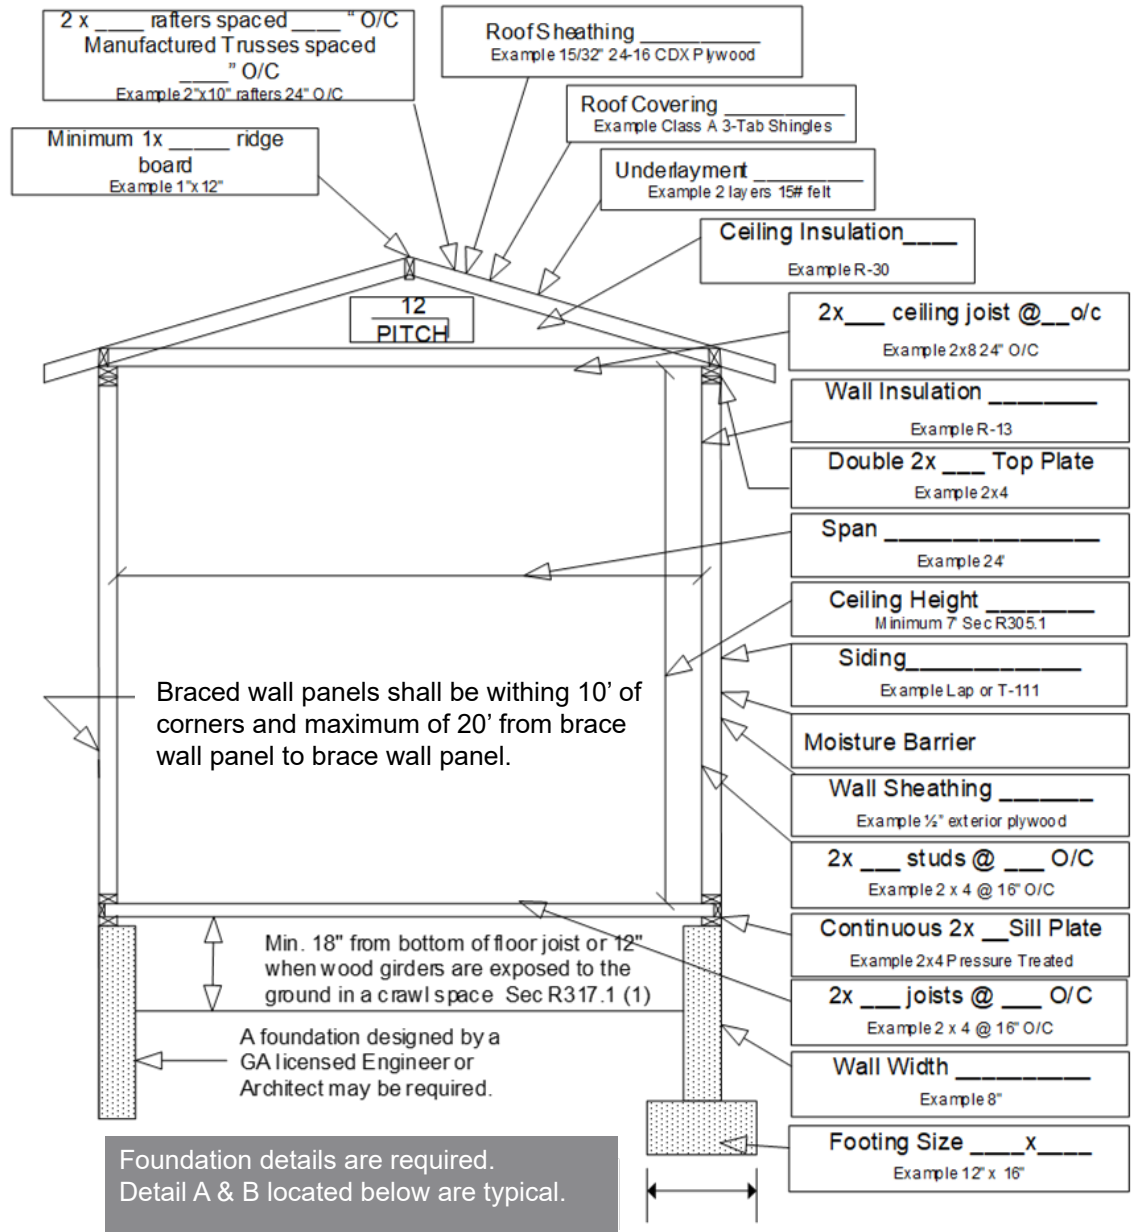 2 x ____ rafters spaced ____ " O/C
Manufactured Trusses spaced
____" O/C
Example 2"x10" rafters 24" O/C
Roof Sheathing __________
Example 15/32" 24-16 CDX Plywood
Roof Covering __________
Example Class A 3-Tab Shingles
Minimum 1x _____ ridge
board
Example 1"x 12"
Underlayment _________
Example 2 layers 15# felt
Ceiling Insulation____
Example R-30
12
PITCH
2x___ ceiling joist @__o/c
Example 2x8 24" O/C
Wall Insulation ________
Example R-13
Double 2x ___ Top Plate
Example 2x4
Span ________________
Example 24'
Ceiling Height ________
Minimum 7' Sec R305.1
Siding_____________
Example Lap or T-111
Braced wall panels shall be withing 10' of
corners and maximum of 20' from brace
wall panel to brace wall panel.
Moisture Barrier
Wall Sheathing _______
Example ½" exterior plywood
2x ___ studs @ ___ O/C
Example 2 x 4 @ 16" O/C
Continuous 2x __Sill Plate
Example 2x4 Pressure Treated
Min. 18" from bottom of floor joist or 12"
when wood girders are exposed to the
ground in a crawl space Sec R317.1 (1)
2x ___ joists @ ___ O/C
Example 2 x 4 @ 16" O/C
A foundation designed by a
GA licensed Engineer or
Architect may be required.
Wall Width __________
Example 8"
Footing Size ____x____
Example 12" x 16"
Foundation details are required.
Detail A & B located below are typical.